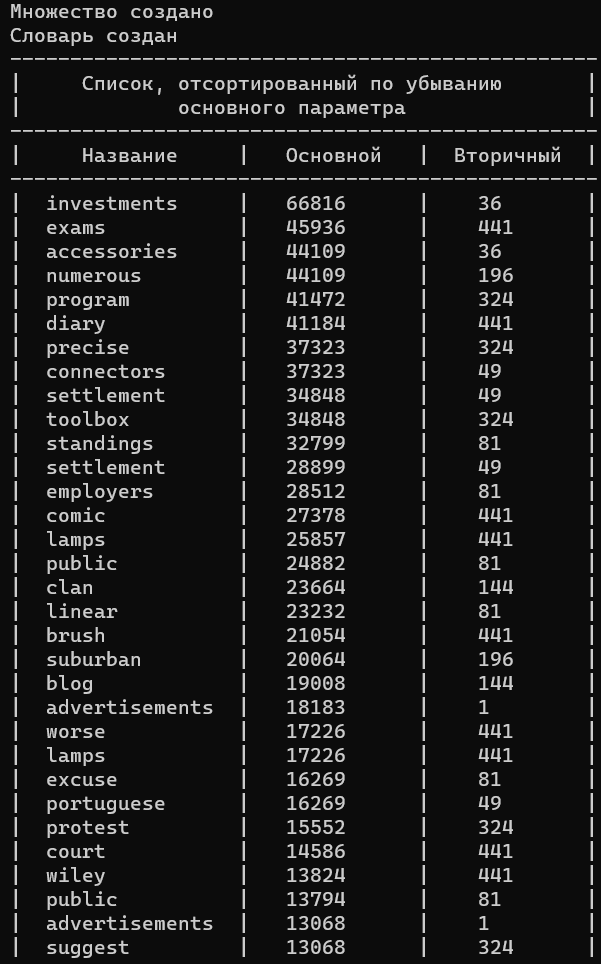 Множество создано
Словарь создан
-------------------------------------------------
|     Список, отсортированный по убыванию       |
|             основного параметра               |
-------------------------------------------------
|     Название     |   Основной   |  Вторичный  |
-------------------------------------------------
|  investments     |   66816      |    36       |
|  exams           |   45936      |    441      |
|  accessories     |   44109      |    36       |
|  numerous        |   44109      |    196      |
|  program         |   41472      |    324      |
|  diary           |   41184      |    441      |
|  precise         |   37323      |    324      |
|  connectors      |   37323      |    49       |
|  settlement      |   34848      |    49       |
|  toolbox         |   34848      |    324      |
|  standings       |   32799      |    81       |
|  settlement      |   28899      |    49       |
|  employers       |   28512      |    81       |
|  comic           |   27378      |    441      |
|  lamps           |   25857      |    441      |
|  public          |   24882      |    81       |
|  clan            |   23664      |    144      |
|  linear          |   23232      |    81       |
|  brush           |   21054      |    441      |
|  suburban        |   20064      |    196      |
|  blog            |   19008      |    144      |
|  advertisements  |   18183      |    1        |
|  worse           |   17226      |    441      |
|  lamps           |   17226      |    441      |
|  excuse          |   16269      |    81       |
|  portuguese      |   16269      |    49       |
|  protest         |   15552      |    324      |
|  court           |   14586      |    441      |
|  wiley           |   13824      |    441      |
|  public          |   13794      |    81       |
|  advertisements  |   13068      |    1        |
|  suggest         |   13068      |    324      |